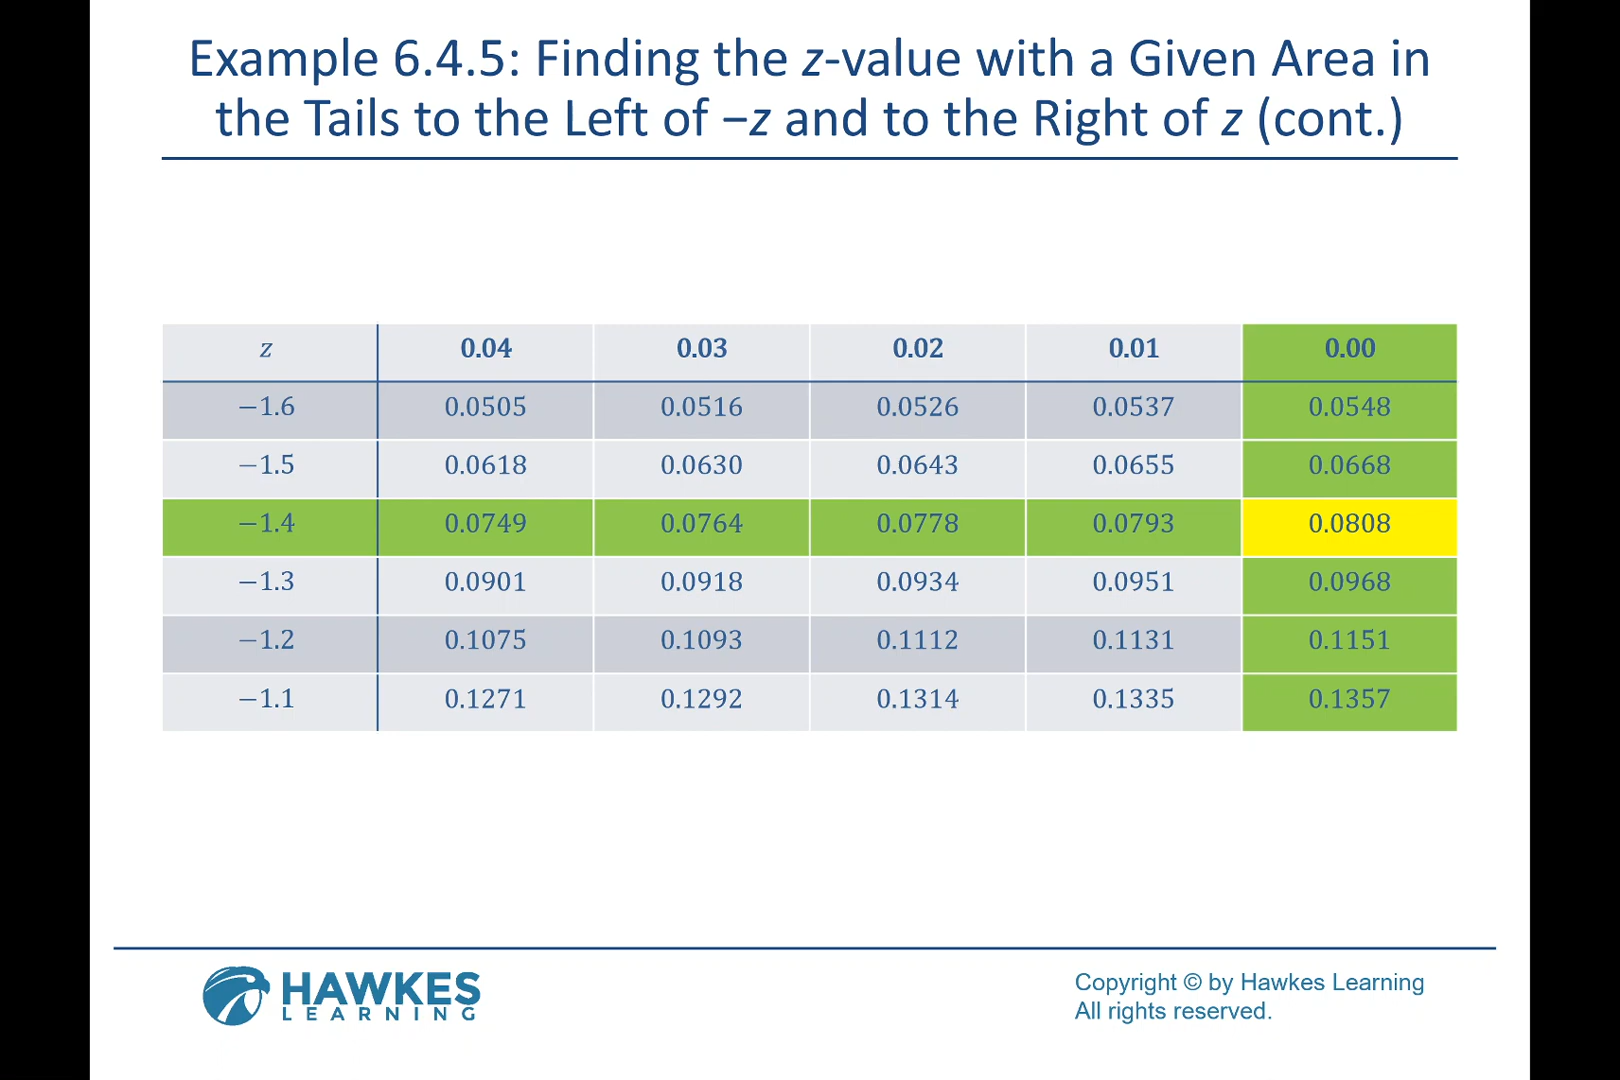 Example 6.4.5: Finding the z-value with a Given Area in
the Tails to the Left of −z and to the Right of z (cont.)
z 0.04 0.03 0.02 0.01 0.00
−1.6 0.0505 0.0516 0.0526 0.0537 0.0548
−1.5 0.0618 0.0630 0.0643 0.0655 0.0668
−1.4 0.0749 0.0764 0.0778 0.0793 0.0808
−1.3 0.0901 0.0918 0.0934 0.0951 0.0968
−1.2 0.1075 0.1093 0.1112 0.1131 0.1151
−1.1 0.1271 0.1292 0.1314 0.1335 0.1357
HAWKES
LEARNING
Copyright © by Hawkes Learning
All rights reserved.